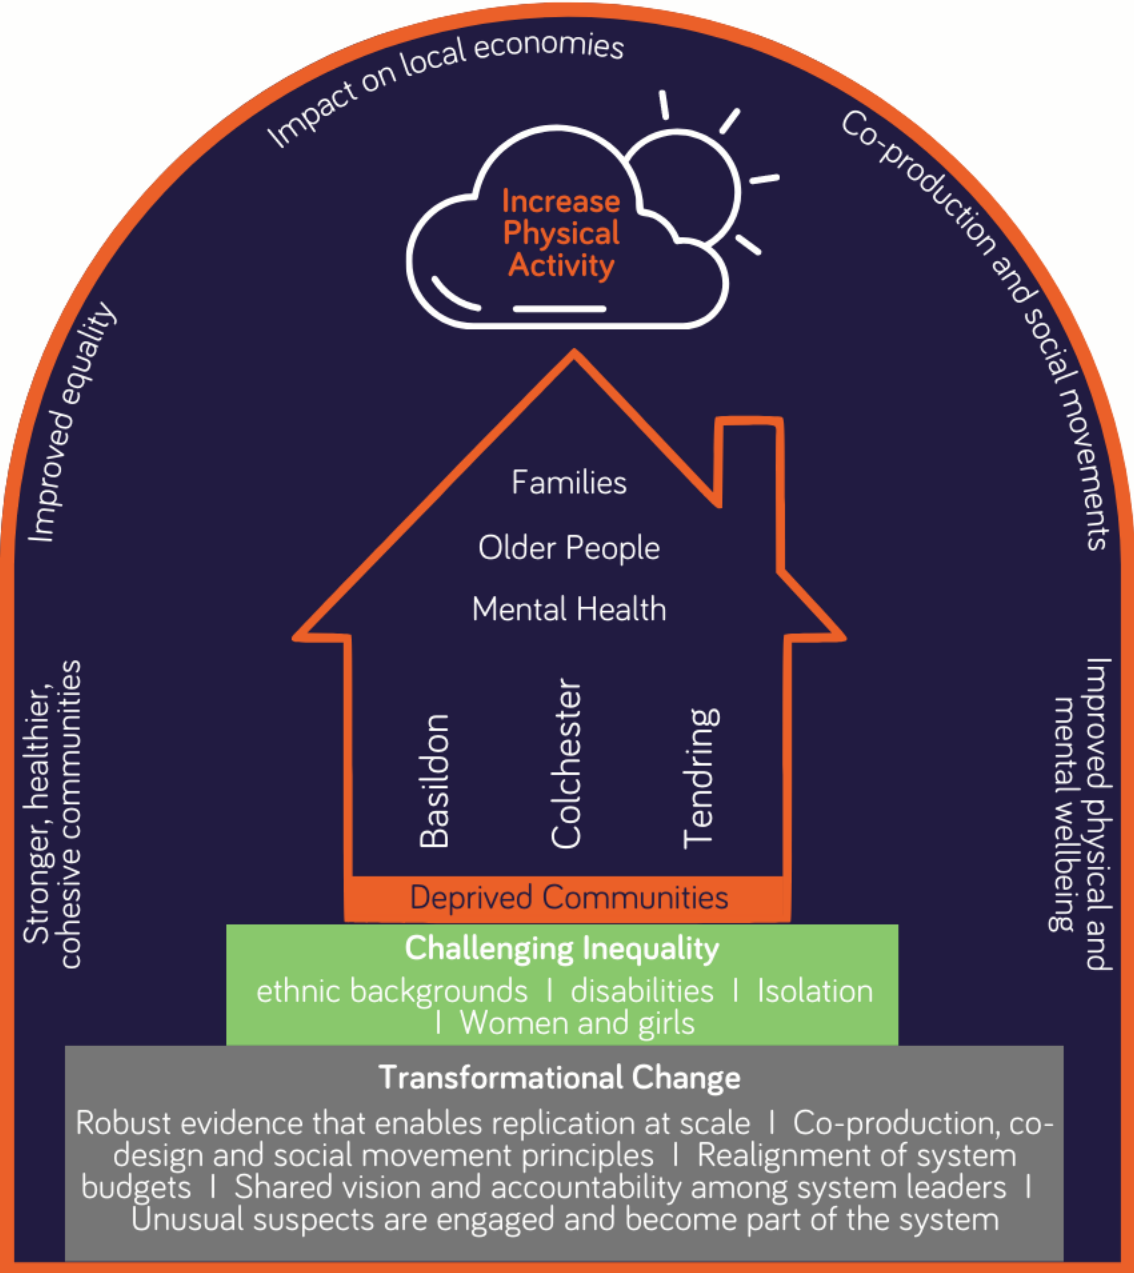 Impact on local economies
Co-production and social movements
Improved equality
Stronger, healthier,
cohesive communities
Improved physical and
mental wellbeing
Increase
Physical
Activity
Families
Older People
Mental Health
Basildon
Colchester
Tendring
Deprived Communities
Challenging Inequality
ethnic backgrounds | disabilities | Isolation
| Women and girls
Transformational Change
Robust evidence that enables replication at scale | Co-production, co-
design and social movement principles | Realignment of system
budgets | Shared vision and accountability among system leaders |
Unusual suspects are engaged and become part of the system